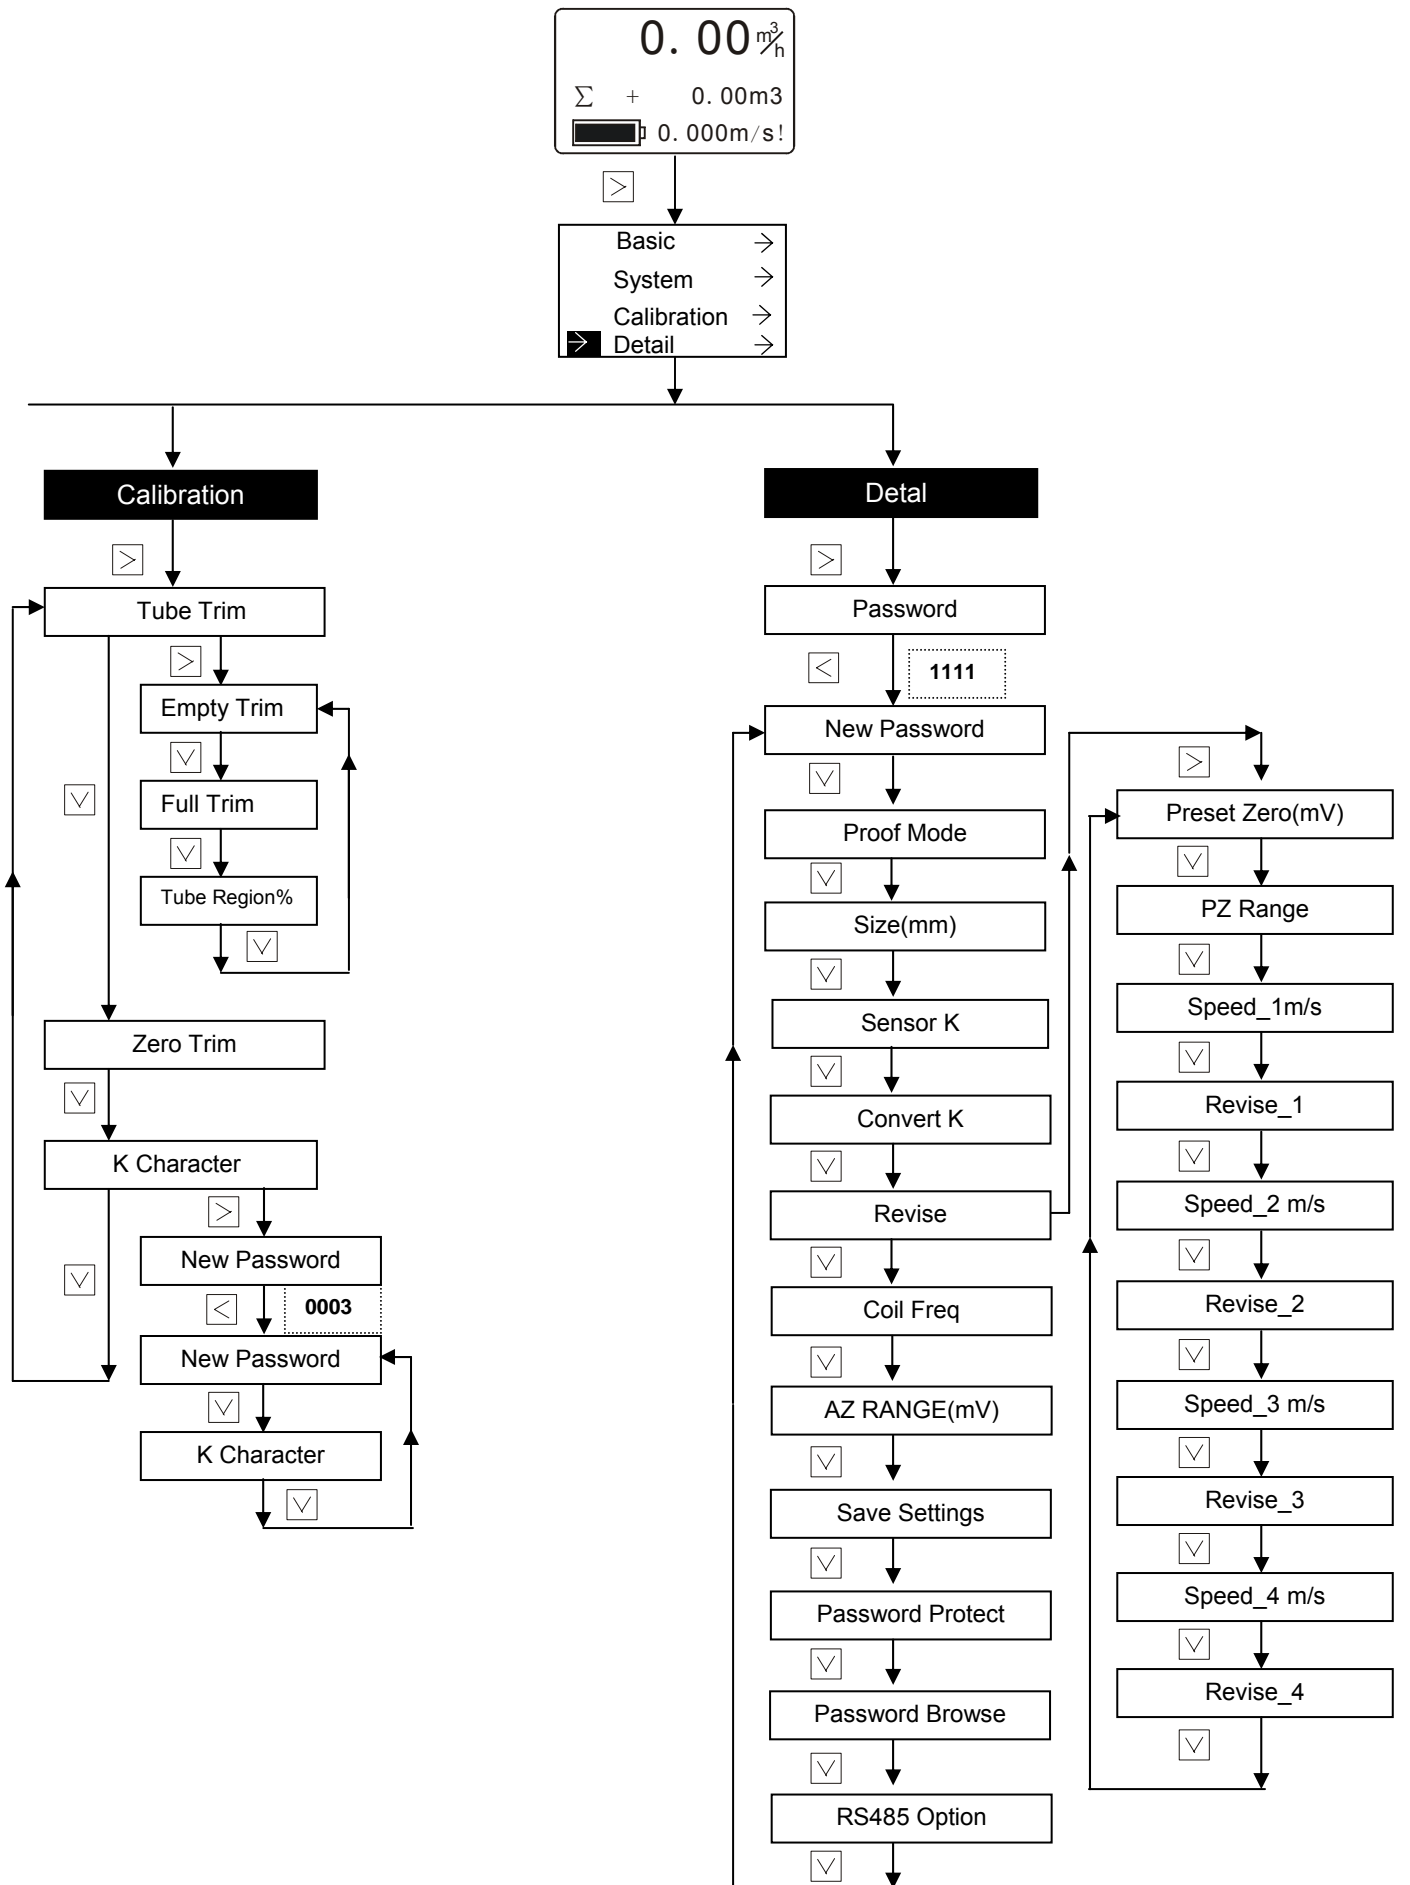 0. 00 m³/h
Σ + 0. 00m3
0. 000m/s!
>
Basic →
System →
Calibration →
→ Detail →
Calibration
>
Tube Trim
>
Empty Trim
∨
Full Trim
∨
∨
Tube Region%
∨
Zero Trim
∨
K Character
>
New Password
∨
<
0003
New Password
∨
K Character
∨
Detal
>
Password
<
1111
New Password
∨
Proof Mode
∨
Size(mm)
∨
Sensor K
∨
Convert K
∨
Revise
∨
Coil Freq
∨
AZ RANGE(mV)
∨
Save Settings
∨
Password Protect
∨
Password Browse
∨
RS485 Option
∨
>
Preset Zero(mV)
∨
PZ Range
∨
Speed_1m/s
∨
Revise_1
∨
Speed_2 m/s
∨
Revise_2
∨
Speed_3 m/s
∨
Revise_3
∨
Speed_4 m/s
∨
Revise_4
∨